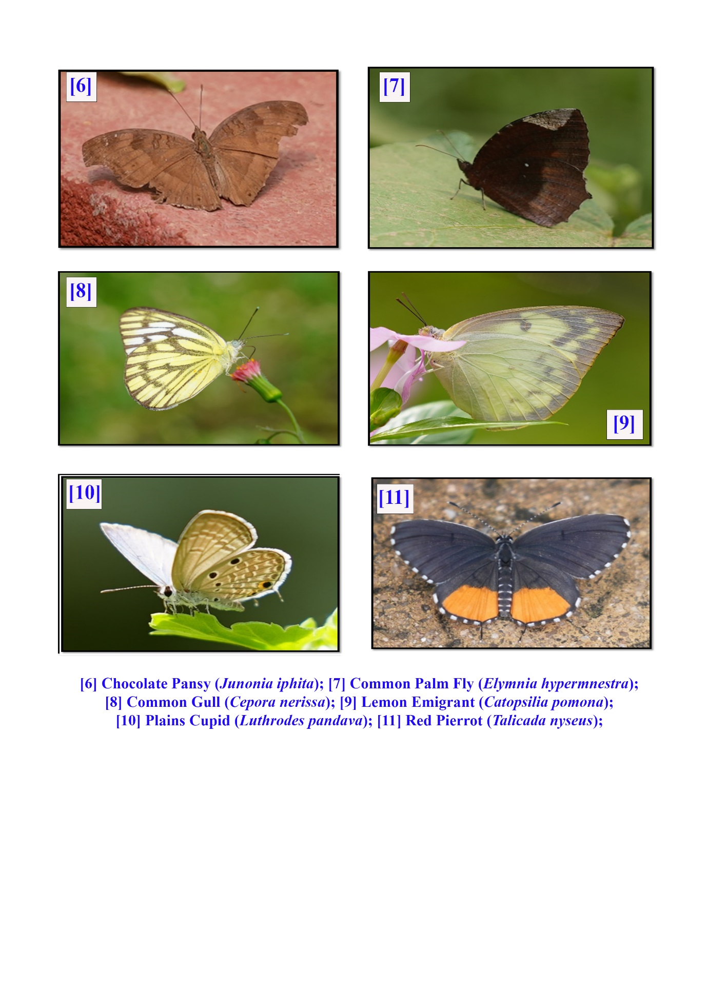 [6]
[7]
[8]
[9]
[10]
[11]
[6] Chocolate Pansy (Junonia iphita); [7] Common Palm Fly (Elymnia hypermnestra);
[8] Common Gull (Cepora nerissa); [9] Lemon Emigrant (Catopsilia pomona);
[10] Plains Cupid (Luthrodes pandava); [11] Red Pierrot (Talicada nyseus);